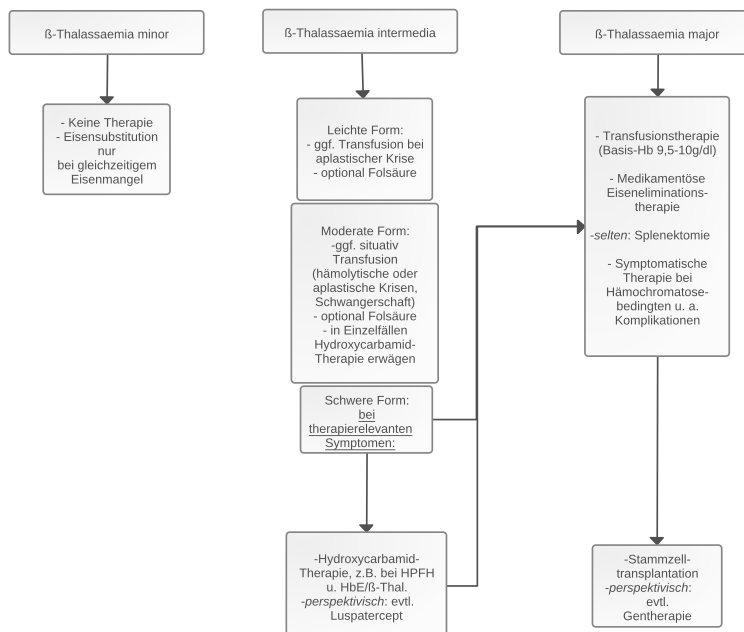 ß-Thalassaemia minor
- Keine Therapie
- Eisensubstitution
nur
bei gleichzeitigem
Eisenmangel
ß-Thalassaemia intermedia
Leichte Form:
- ggf. Transfusion bei
aplastischer Krise
- optional Folsäure
Moderate Form:
-ggf. situativ
Transfusion
(hämolytische oder
aplastische Krisen,
Schwangerschaft)
- optional Folsäure
- in Einzelfällen
Hydroxycarbamid-
Therapie erwägen
Schwere Form:
bei
therapierelevanten
Symptomen:
-Hydroxycarbamid-
Therapie, z.B. bei HPFH
u. HbE/ß-Thal.
-perspektivisch: evtl.
Luspatercept
ß-Thalassaemia major
- Transfusionstherapie
(Basis-Hb 9,5-10g/dl)
- Medikamentöse
Eiseneliminations-
therapie
-selten: Splenektomie
- Symptomatische
Therapie bei
Hämochromatose-
bedingten u. a.
Komplikationen
-Stammzell-
transplantation
-perspektivisch:
evtl.
Gentherapie